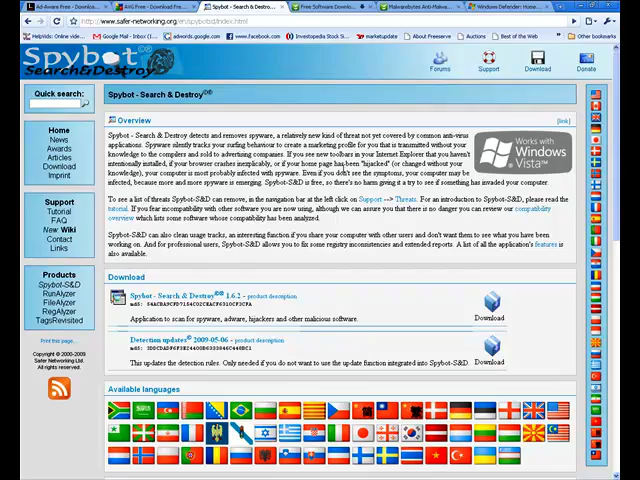 Ad-Aware Free - Downloa...
AVG Free - Download Fre...
Spybot - Search & Destroy...
Free Software Downloads
Malwarebytes Anti-Malwa...
Windows Defender: Home...
http://www.safer-networking.org/en/spybotsd/index.html
HelpWinds
Gmail - Inbox
adwords.google.com
www.facebook.com
Investopedia Stock Si...
marketupdate
About Freeserve
Auctions
Best of the Web
Other bookmarks
Spybot
Search&Destroy
Forums
Support
Download
Donate
Quick search:
Spybot - Search & Destroy
Home
News
Awards
Articles
Download
Imprint
Support
Tutorial
FAQ
New Wiki
Contact
Links
Products
Spybot-S&D
RunAlyzer
FileAlyzer
RegAlyzer
TagsRevisited
Print this page...
Copyright © 2000-2009
Safer Networking Ltd.
All rights reserved.
Overview
[link]
Spybot - Search & Destroy detects and removes spyware, a relatively new kind of threat not yet covered by common anti-virus
applications. Spyware silently tracks your surfing behaviour to create a marketing profile for you that is transmitted without your
knowledge to the compilers and sold to advertising companies. If you see new toolbars in your Internet Explorer that you haven't
intentionally installed, if your browser crashes inexplicably, or if your home page has been "hijacked" (or changed without your
knowledge), your computer is most probably infected with spyware. Even if you don't see the symptoms, your computer may be
infected, because more and more spyware is emerging. Spybot-S&D is free, so there's no harm giving it a try to see if something has invaded your computer.
Works with
Windows
Vista
To see a list of threats Spybot-S&D can remove, in the navigation bar at the left click on Support --> Threats. For an introduction to Spybot-S&D, please read the
tutorial. If you fear incompatibility with other software you are now using, although we can assure you that there is no danger you can review our compatibility
overview which lists some software whose compatibility has been analyzed.
Spybot-S&D can also clean usage tracks, an interesting function if you share your computer with other users and don't want them to see what you have been
working on. And for professional users, Spybot-S&D allows you to fix some registry inconsistencies and extended reports. A list of all the application's features is
also available.
Download
Spybot - Search & Destroy 1.6.2 - product description
Application to scan for spyware, adware, hijackers and other malicious software.
Download
Detection updates 2009-05-06 - product description
This updates the detection rules. Only needed if you do not want to use the update function integrated into Spybot-S&D.
Download
Available languages